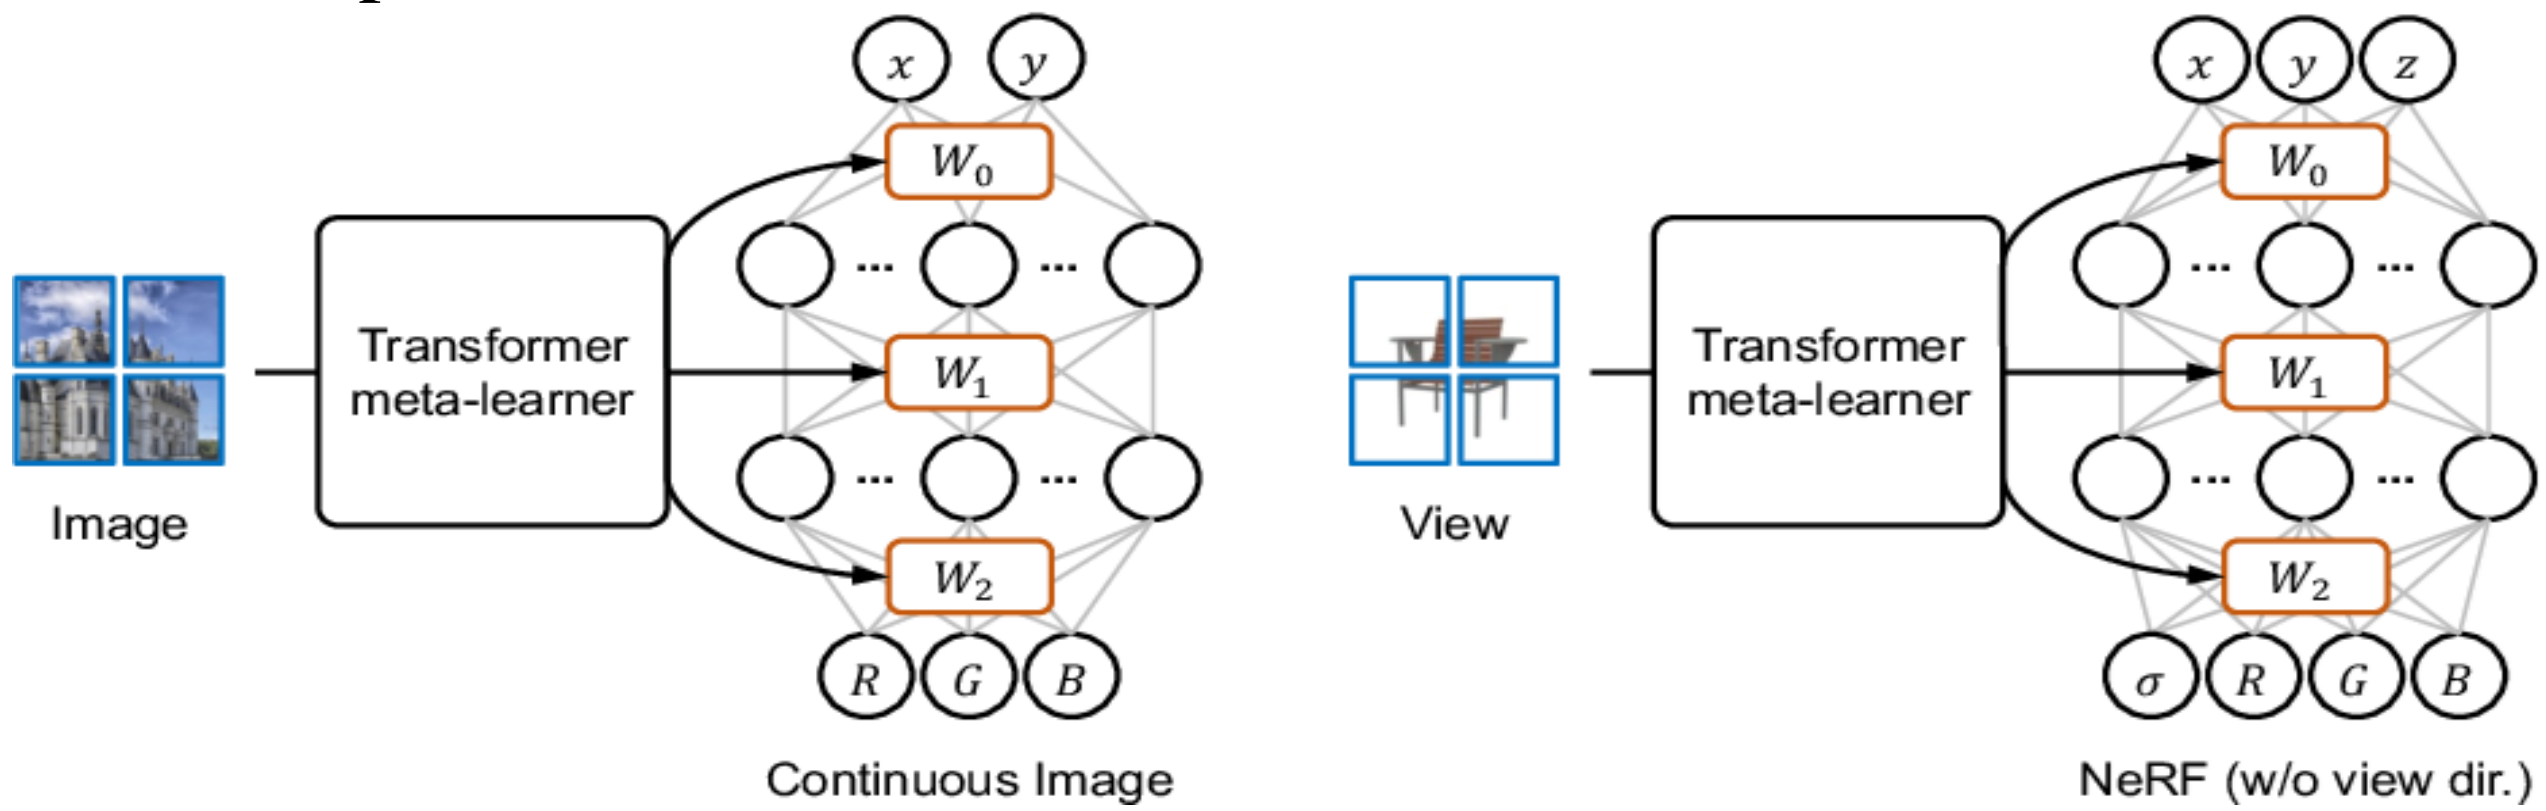 x y
W0
... ...
Transformer
meta-learner
W1
... ...
Image
W2
R G B
Continuous Image
x y z
W0
... ...
Transformer
meta-learner
W1
... ...
View
W2
σ R G B
NeRF (w/o view dir.)